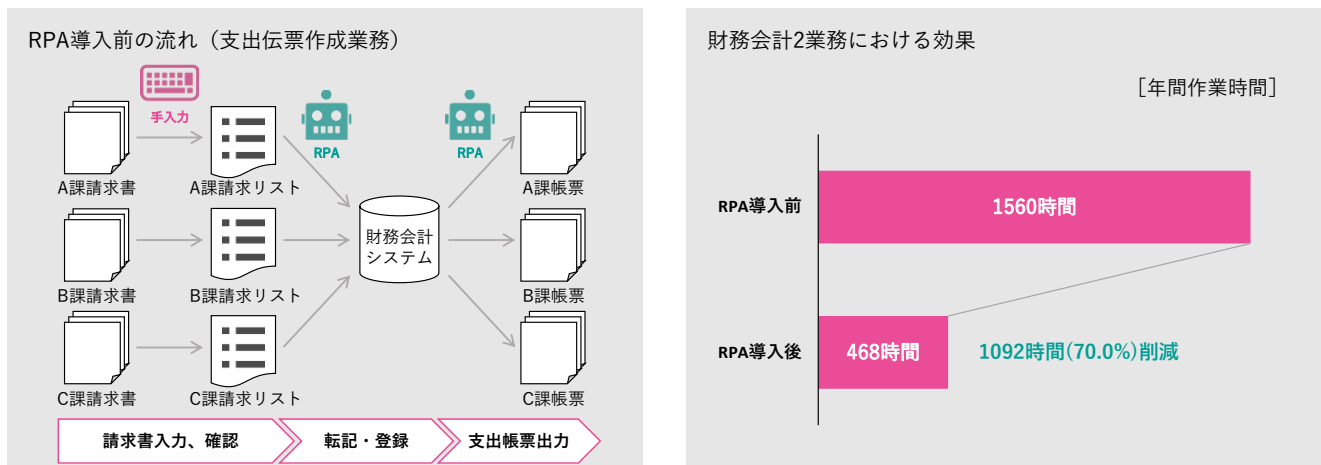 RPA導入前の流れ（支出伝票作成業務）
手入力
RPA
RPA
A課請求書
A課請求リスト
A課帳票
財務会計
システム
B課請求書
B課請求リスト
B課帳票
C課請求書
C課請求リスト
C課帳票
請求書入力、確認
転記・登録
支出帳票出力
財務会計2業務における効果
［年間作業時間］
RPA導入前
1560時間
RPA導入後
468時間
1092時間(70.0%)削減